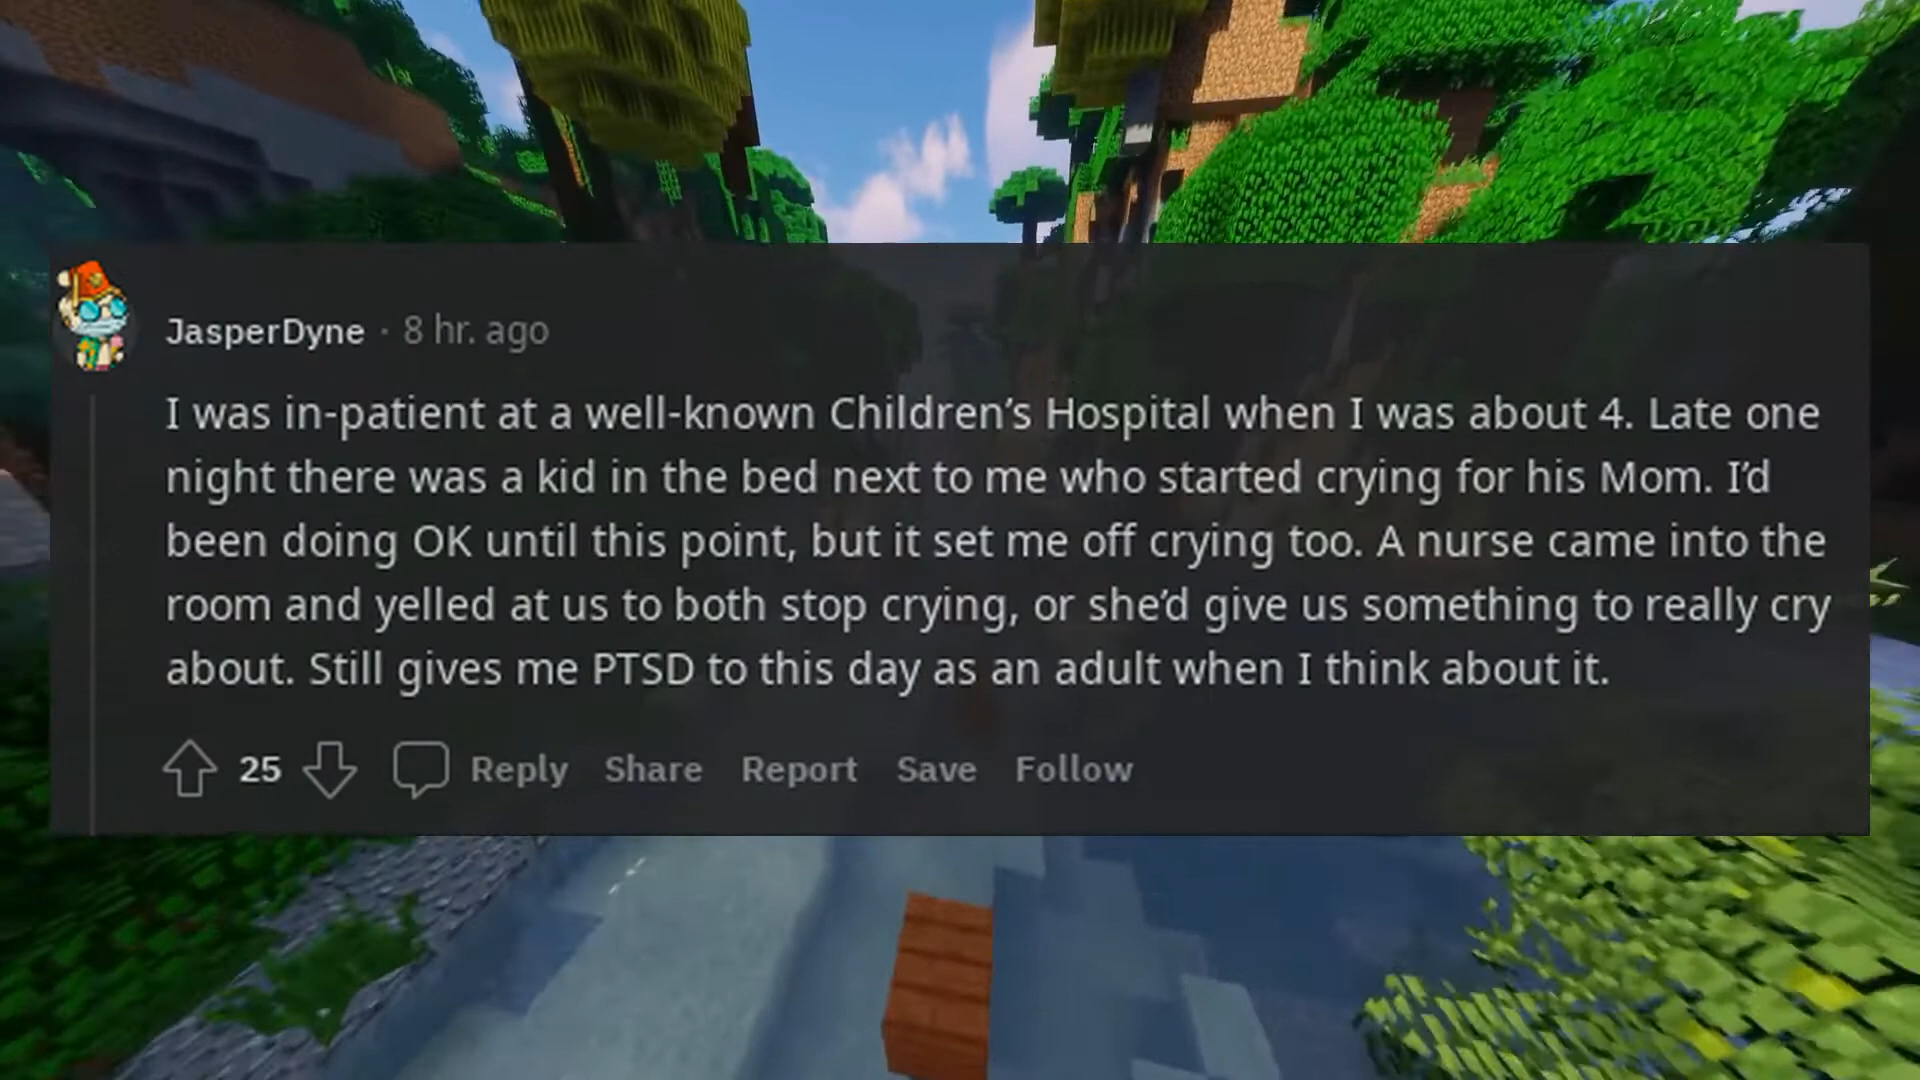 JasperDyne · 8 hr. ago
I was in-patient at a well-known Children’s Hospital when I was about 4. Late one
night there was a kid in the bed next to me who started crying for his Mom. I’d
been doing OK until this point, but it set me off crying too. A nurse came into the
room and yelled at us to both stop crying, or she’d give us something to really cry
about. Still gives me PTSD to this day as an adult when I think about it.
25 Reply Share Report Save Follow